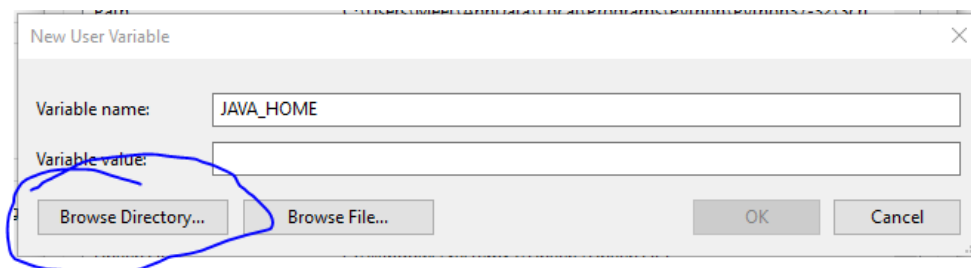 New User Variable
Variable name: JAVA_HOME
Variable value:
Browse Directory... Browse File... OK Cancel